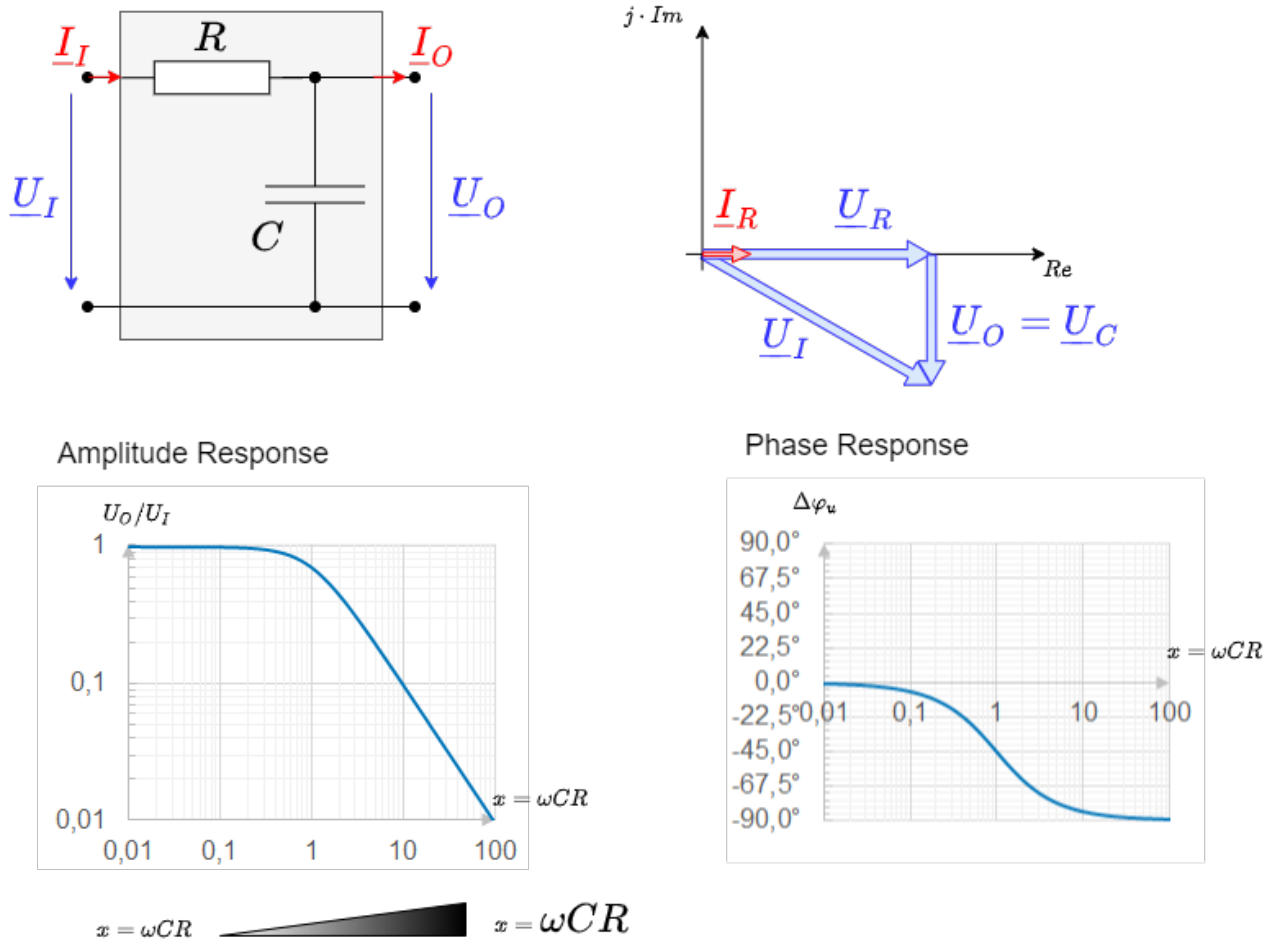 I_I
R
I_O
U_I
C
U_O
j · Im
I_R
U_R
Re
U_I
U_O = U_C
Amplitude Response
U_O/U_I
1
0,1
0,01
0,01 0,1 1 10 100
x = ωCR
Phase Response
Δφ_u
90,0°
67,5°
45,0°
22,5°
0,0°
-22,5°
-45,0°
-67,5°
-90,0°
0,01 0,1 1 10 100
x = ωCR
x = ωCR
x = ωCR